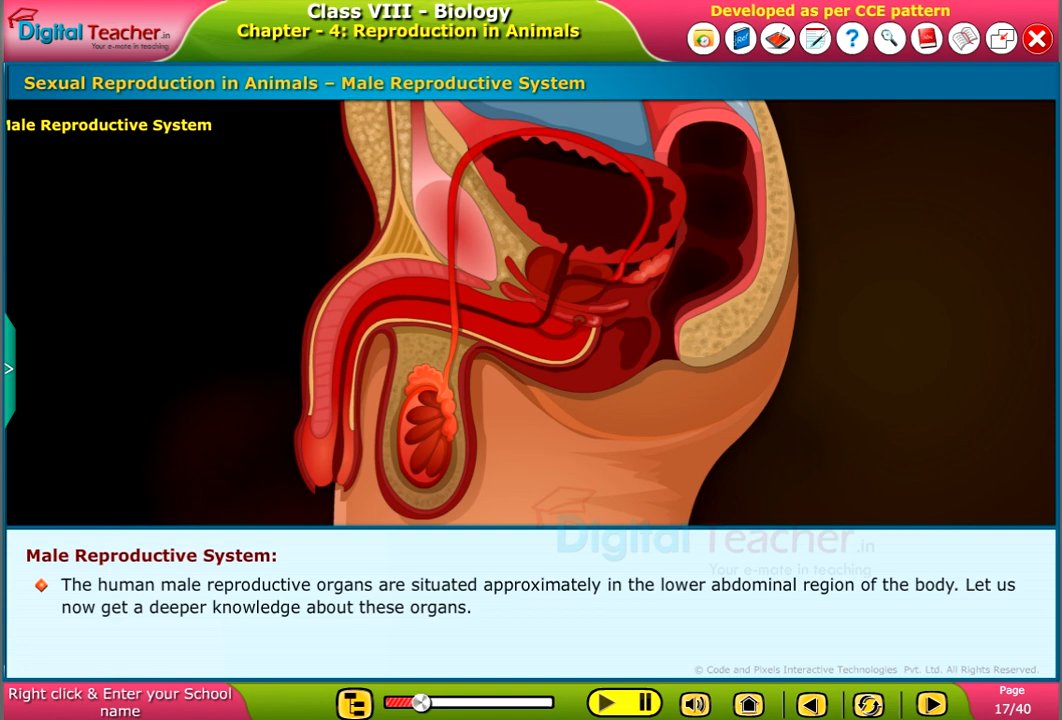 Digital Teacher.in
Your e-mate in teaching
Class VIII - Biology
Chapter - 4: Reproduction in Animals
Developed as per CCE pattern
Ref
?
Sexual Reproduction in Animals – Male Reproductive System
Male Reproductive System
>
Digital Teacher.in
Your e-mate in teaching
Male Reproductive System:
The human male reproductive organs are situated approximately in the lower abdominal region of the body. Let us
now get a deeper knowledge about these organs.
© Code and Pixels Interactive Technologies Pvt. Ltd. All Rights Reserved.
Right click & Enter your School
name
Page
17/40